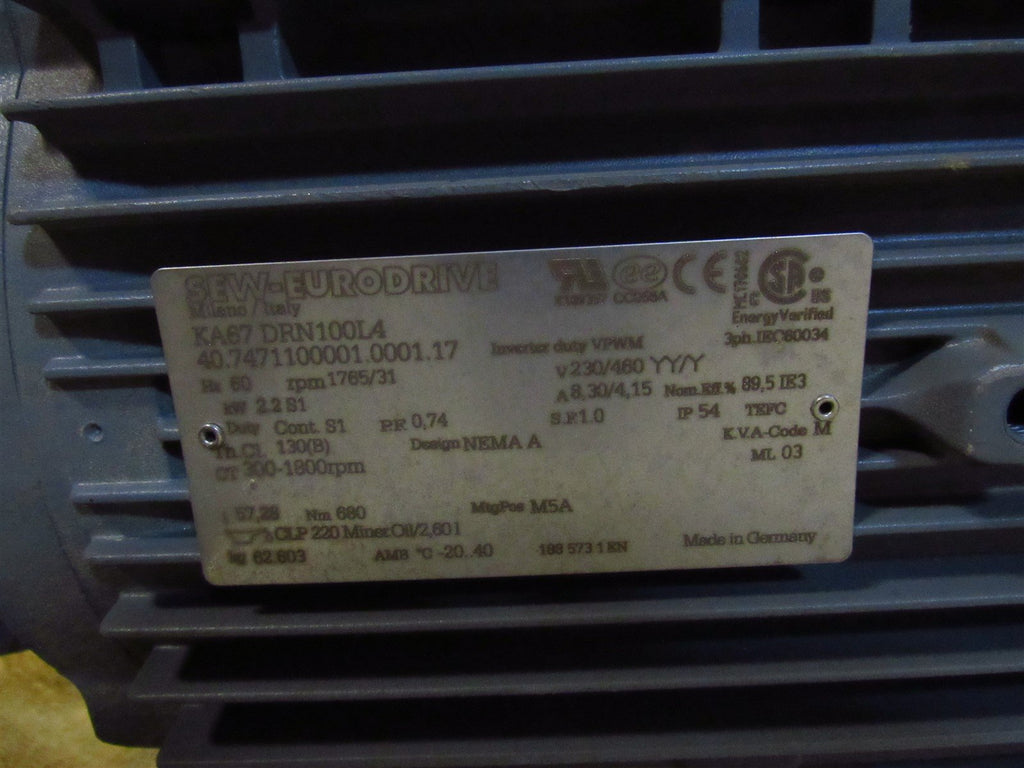 SEW-EURODRIVE
Milano / Italy
CE
EnergyVerified
KA67 DRN100L4
3ph.IEC60034
40.7471100001.0001.17
Inverter duty VPWM
Hz 60 rpm 1765/31
V 230/460 YY/Y
kW 2.2 S1
A 8,30/4,15 Nom.Eff.% 89,5 IE3
Duty Cont. S1 P.F. 0,74
S.F.1.0 IP 54 TEFC
Th.Cl. 130(B) Design NEMA A
K.V.A-Code M
CT 300-1800rpm
ML 03
i 57,28 Nm 680 MtgPos M5A
CLP 220 Miner.Oil/2,60l
kg 62.603 AMB °C -20..40 188 573 1 EN Made in Germany